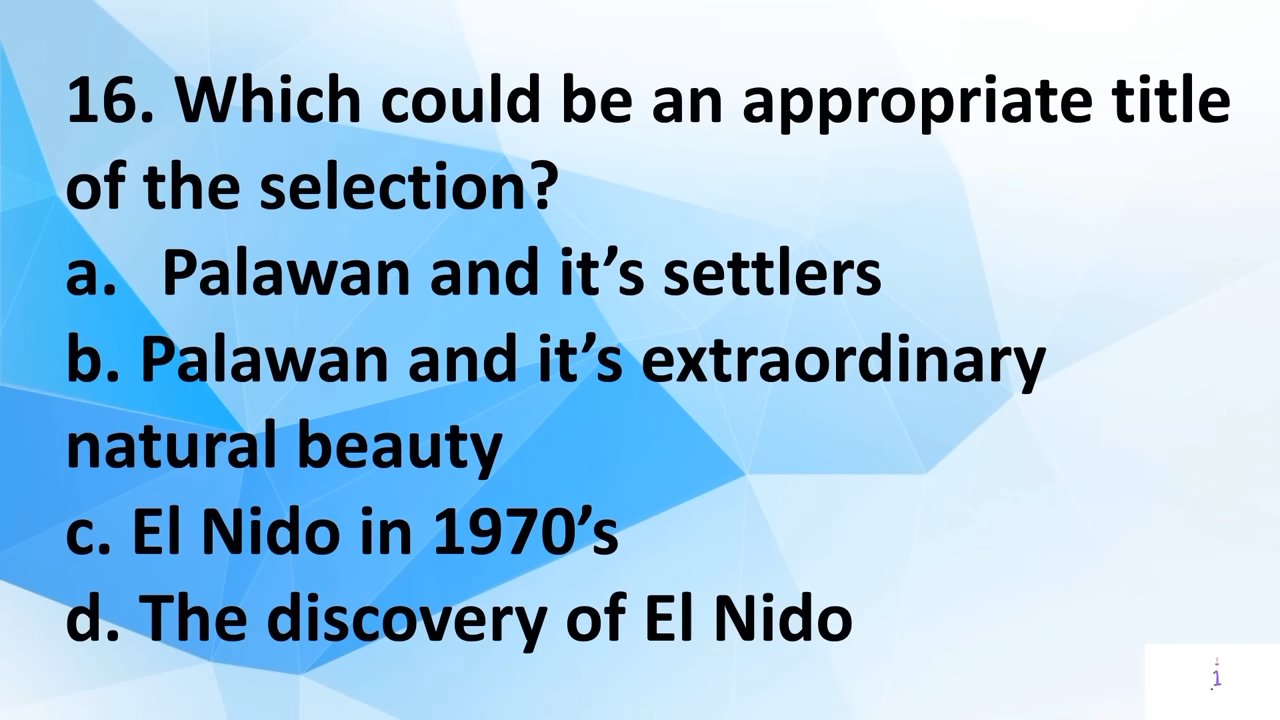 16. Which could be an appropriate title
of the selection?
a. Palawan and it’s settlers
b. Palawan and it’s extraordinary
natural beauty
c. El Nido in 1970’s
d. The discovery of El Nido
1